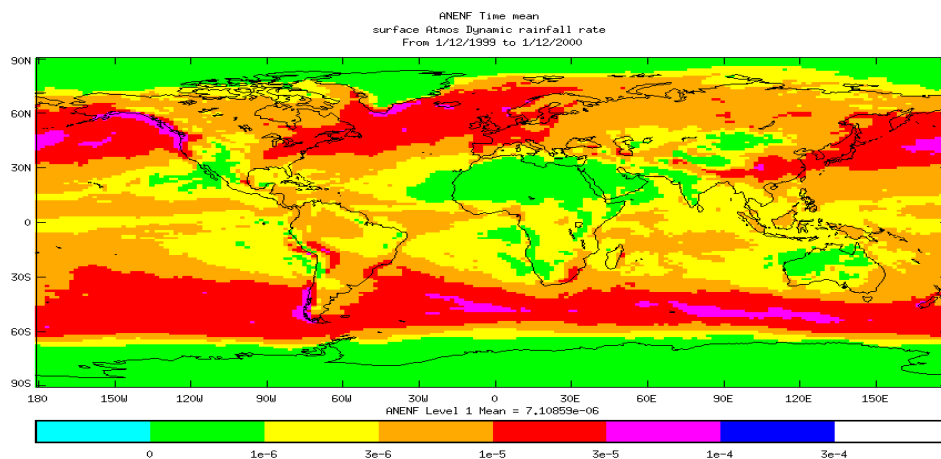 ANENF Time mean
surface Atmos Dynamic rainfall rate
From 1/12/1999 to 1/12/2000
90N
60N
30N
0
30S
60S
90S
180 150W 120W 90W 60W 30W 0 30E 60E 90E 120E 150E
ANENF Level 1 Mean = 7.10859e-06
0 1e-6 3e-6 1e-5 3e-5 1e-4 3e-4